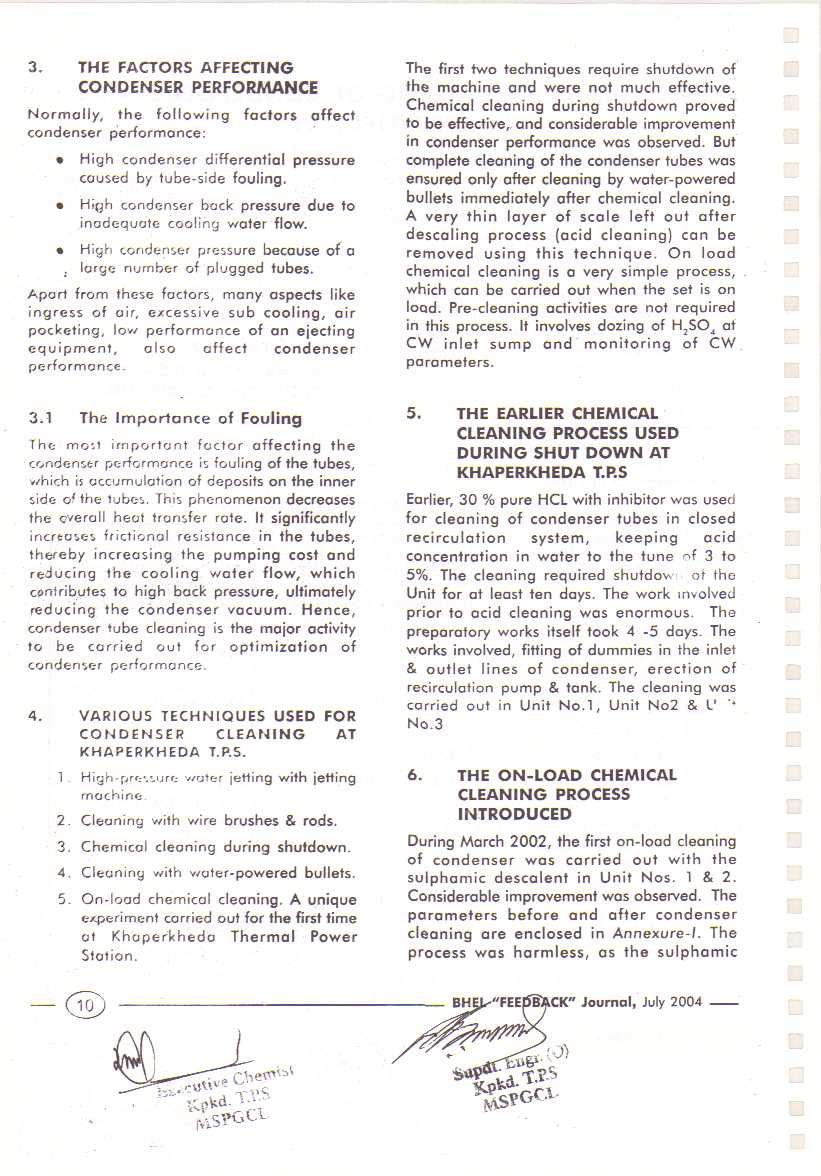 3. THE FACTORS AFFECTING
CONDENSER PERFORMANCE
Normally, the following factors affect
condenser performance:
• High condenser differential pressure
caused by tube-side fouling.
• High condenser back pressure due to
inadequate cooling water flow.
• High condenser pressure because of a
large number of plugged tubes.
Apart from these factors, many aspects like
ingress of air, excessive sub cooling, air
pocketing, low performance of an ejecting
equipment, also affect condenser
performance.
3.1 The Importance of Fouling
The most important factor affecting the
condenser performance is fouling of the tubes,
which is accumulation of deposits on the inner
side of the tubes. This phenomenon decreases
the overall heat transfer rate. It significantly
increases frictional resistance in the tubes,
thereby increasing the pumping cost and
reducing the cooling water flow, which
contributes to high back pressure, ultimately
reducing the condenser vacuum. Hence,
condenser tube cleaning is the major activity
to be carried out for optimization of
condenser performance.
4. VARIOUS TECHNIQUES USED FOR
CONDENSER CLEANING AT
KHAPERKHEDA T.P.S.
1. High-pressure water jetting with jetting
machine.
2. Cleaning with wire brushes & rods.
3. Chemical cleaning during shutdown.
4. Cleaning with water-powered bullets.
5. On-load chemical cleaning. A unique
experiment carried out for the first time
at Khaperkheda Thermal Power
Station.
The first two techniques require shutdown of
the machine and were not much effective.
Chemical cleaning during shutdown proved
to be effective, and considerable improvement
in condenser performance was observed. But
complete cleaning of the condenser tubes was
ensured only after cleaning by water-powered
bullets immediately after chemical cleaning.
A very thin layer of scale left out after
descaling process (acid cleaning) can be
removed using this technique. On load
chemical cleaning is a very simple process,
which can be carried out when the set is on
load. Pre-cleaning activities are not required
in this process. It involves dozing of H₂SO₄ at
CW inlet sump and monitoring of CW
parameters.
5. THE EARLIER CHEMICAL
CLEANING PROCESS USED
DURING SHUT DOWN AT
KHAPERKHEDA T.P.S
Earlier, 30 % pure HCL with inhibitor was used
for cleaning of condenser tubes in closed
recirculation system, keeping acid
concentration in water to the tune of 3 to
5%. The cleaning required shutdown of the
Unit for at least ten days. The work involved
prior to acid cleaning was enormous. The
preparatory works itself took 4 -5 days. The
works involved, fitting of dummies in the inlet
& outlet lines of condenser, erection of
recirculation pump & tank. The cleaning was
carried out in Unit No.1, Unit No2 &
No.3
6. THE ON-LOAD CHEMICAL
CLEANING PROCESS
INTRODUCED
During March 2002, the first on-load cleaning
of condenser was carried out with the
sulphamic descalent in Unit Nos. 1 & 2.
Considerable improvement was observed. The
parameters before and after condenser
cleaning are enclosed in Annexure-I. The
process was harmless, as the sulphamic
10 BHEL "FEEDBACK" Journal, July 2004
Executive Chemist
Kpkd. T.P.S
MSPGCL
Supdt. Engr. (O)
Kpkd. T.P.S
MSPGCL